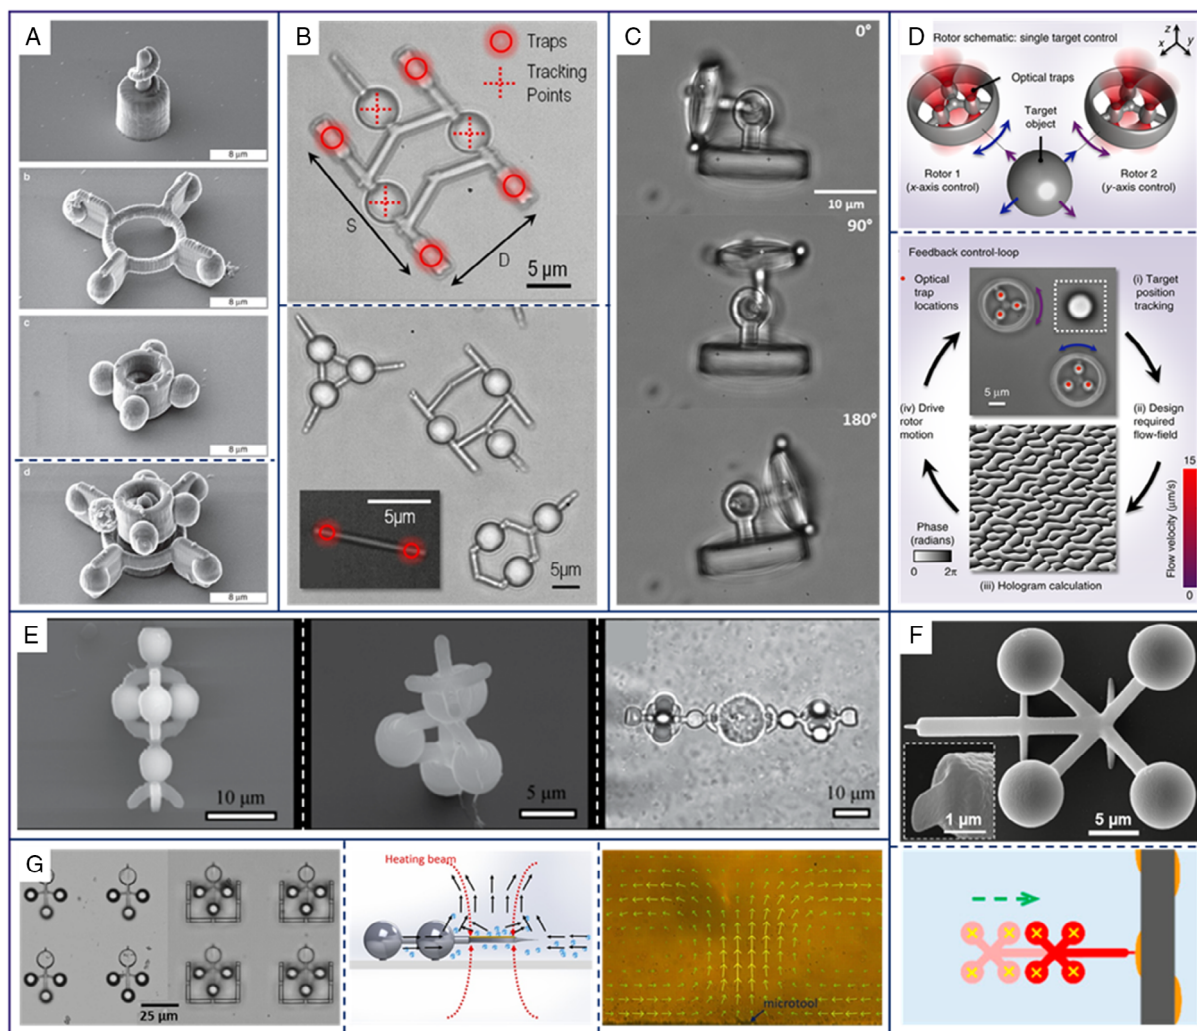 A
8 μm
b
8 μm
c
8 μm
d
8 μm
B
Traps
Tracking
Points
S
D
5 μm
5μm
5μm
C
0°
10 μm
90°
180°
D
Rotor schematic: single target control
z
x
y
Optical traps
Target
object
Rotor 1
(x-axis control)
Rotor 2
(y-axis control)
Feedback control-loop
Optical
trap
locations
(i) Target
position
tracking
5 μm
(iv) Drive
rotor
motion
(ii) Design
required
flow-field
Phase
(radians)
0
2π
(iii) Hologram calculation
15
Flow velocity (μm/s)
0
E
10 μm
5 μm
10 μm
F
1 μm
5 μm
G
25 μm
Heating beam
microtool